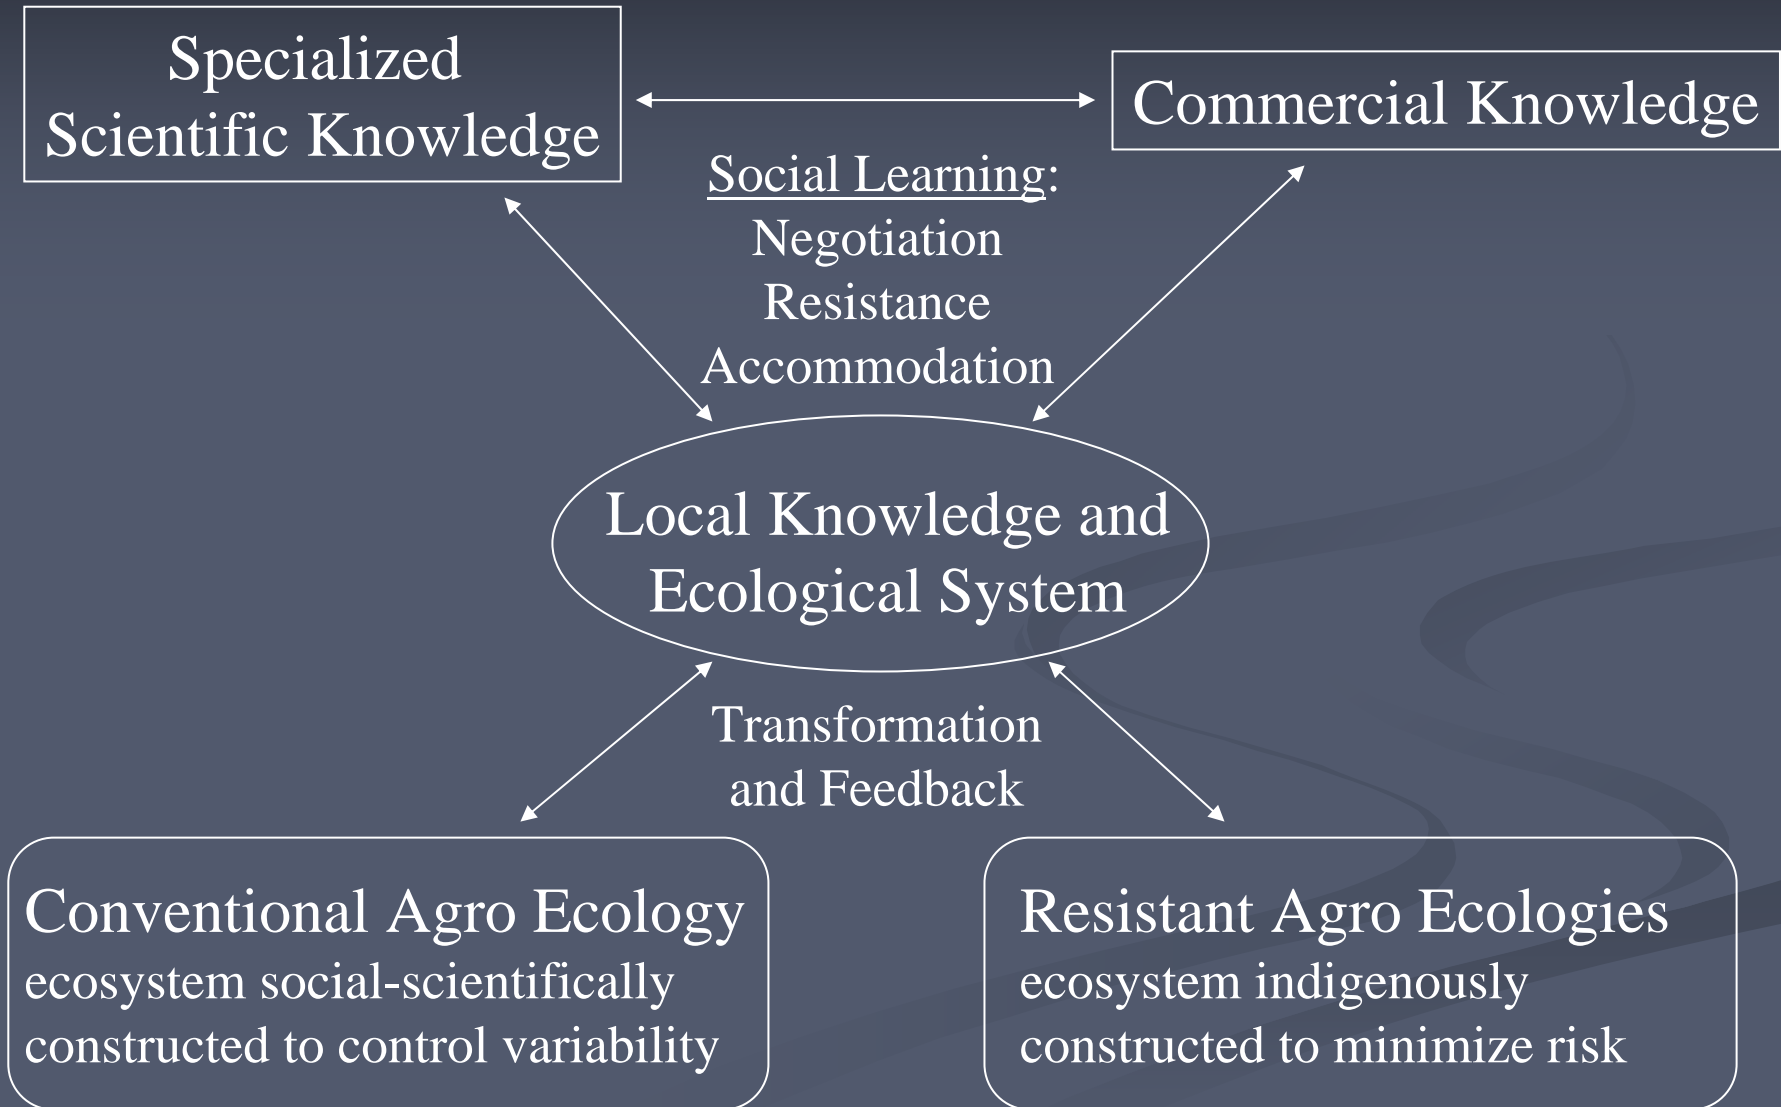 Specialized
Scientific Knowledge
Commercial Knowledge
Social Learning:
Negotiation
Resistance
Accommodation
Local Knowledge and
Ecological System
Transformation
and Feedback
Conventional Agro Ecology
ecosystem social-scientifically
constructed to control variability
Resistant Agro Ecologies
ecosystem indigenously
constructed to minimize risk